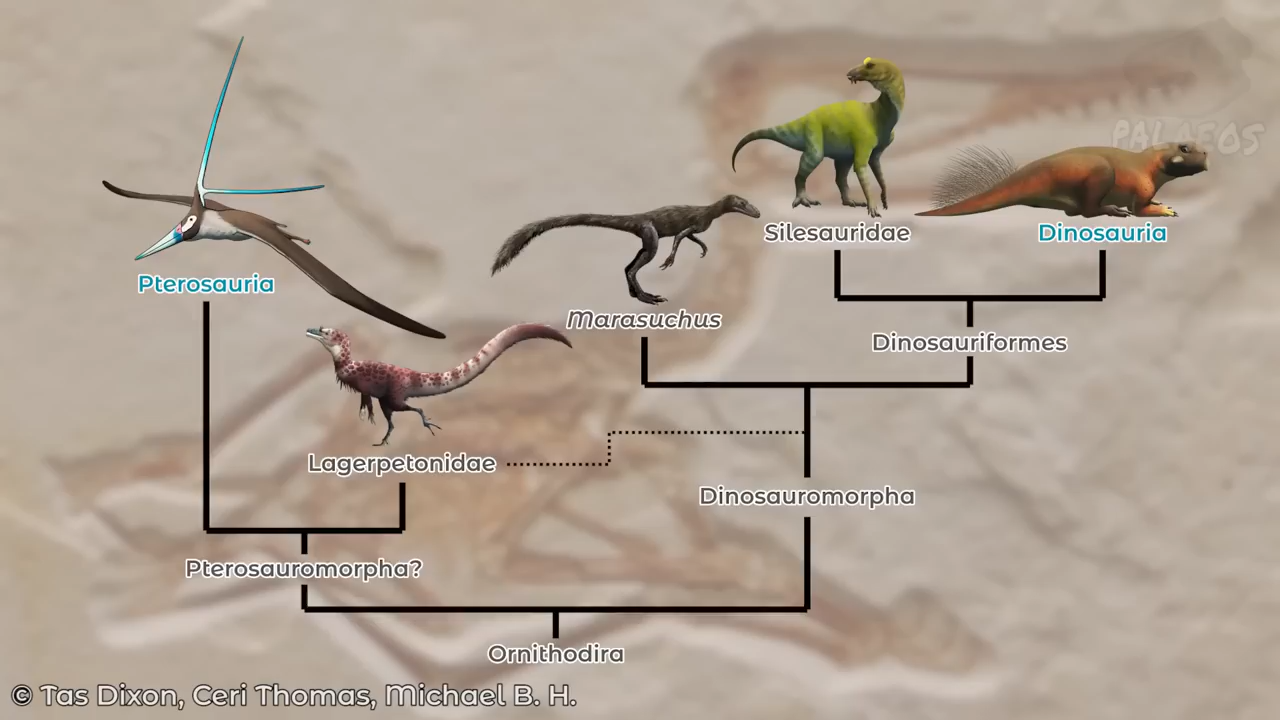 PALAEOS
Silesauridae
Dinosauria
Pterosauria
Marasuchus
Dinosauriformes
Lagerpetonidae
Dinosauromorpha
Pterosauromorpha?
Ornithodira
© Tas Dixon, Ceri Thomas, Michael B. H.